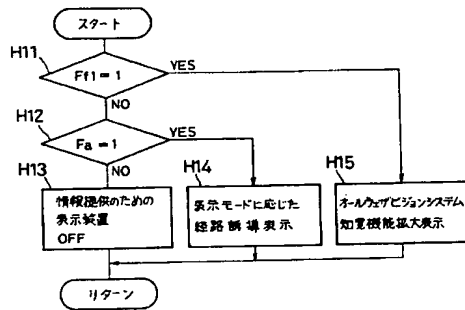 スタート
H11
Ff1=1
YES
NO
H12
Fa=1
YES
NO
H13
情報提供のための
表示装置
OFF
H14
表示モードに応じた
経路誘導表示
H15
オールウェザビジョンシステム
知覚機能拡大表示
リターン